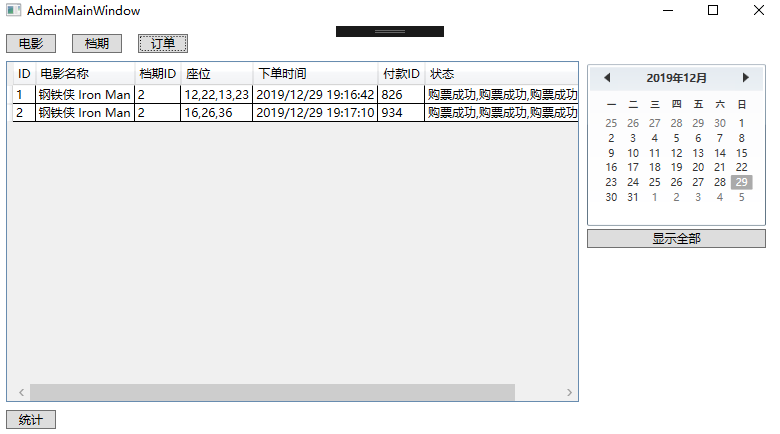 AdminMainWindow
电影 档期 订单
ID 电影名称 档期ID 座位 下单时间 付款ID 状态
1 钢铁侠 Iron Man 2 12,22,13,23 2019/12/29 19:16:42 826 购票成功,购票成功,购票成功
2 钢铁侠 Iron Man 2 16,26,36 2019/12/29 19:17:10 934 购票成功,购票成功,购票成功
2019年12月
一 二 三 四 五 六 日
25 26 27 28 29 30 1
2 3 4 5 6 7 8
9 10 11 12 13 14 15
16 17 18 19 20 21 22
23 24 25 26 27 28 29
30 31 1 2 3 4 5
显示全部
统计